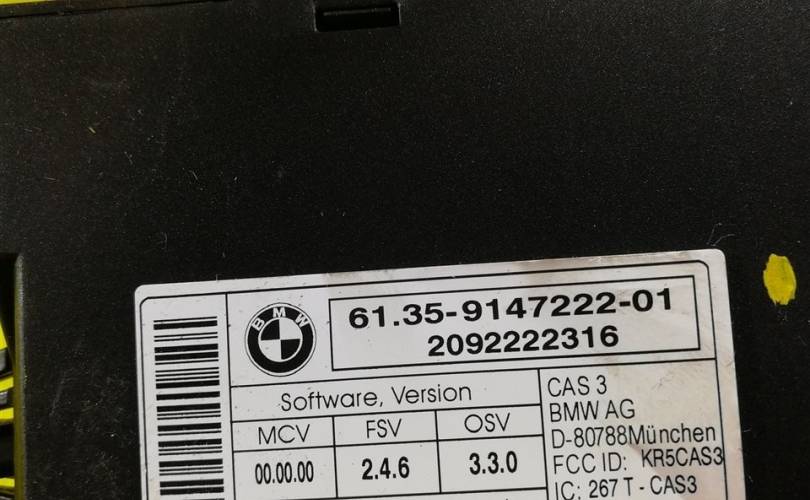 BMW
61.35-9147222-01
2092222316
Software, Version
MCV FSV OSV
00.00.00 2.4.6 3.3.0
CAS 3
BMW AG
D-80788München
FCC ID: KR5CAS3
IC: 267 T - CAS3